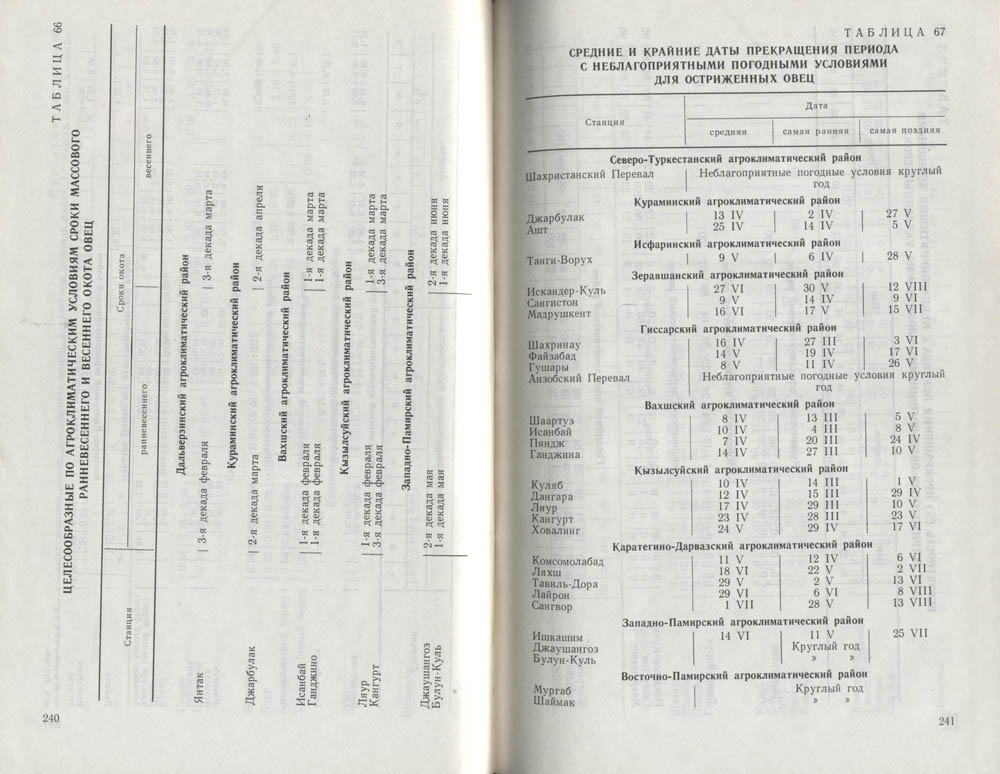 ТАБЛИЦА 66
ЦЕЛЕСООБРАЗНЫЕ ПО АГРОКЛИМАТИЧЕСКИМ УСЛОВИЯМ СРОКИ МАССОВОГО
РАННЕВЕСЕННЕГО И ВЕСЕННЕГО ОКОТА ОВЕЦ
Станция Сроки окота
ранневесеннего весеннего
Дальверзинский агроклиматический район
Янтак 3-я декада февраля 3-я декада марта
Кураминский агроклиматический район
Джарбулак 2-я декада марта 2-я декада апреля
Вахшский агроклиматический район
Исанбай 1-я декада февраля 1-я декада марта
Ганджино 1-я декада февраля 1-я декада марта
Кызылсуйский агроклиматический район
Ляур 1-я декада февраля 1-я декада марта
Кангурт 3-я декада февраля 3-я декада марта
Западно-Памирский агроклиматический район
Джаушангоз 2-я декада мая 2-я декада июня
Булун-Куль 1-я декада мая 1-я декада июня
240
ТАБЛИЦА 67
СРЕДНИЕ И КРАЙНИЕ ДАТЫ ПРЕКРАЩЕНИЯ ПЕРИОДА
С НЕБЛАГОПРИЯТНЫМИ ПОГОДНЫМИ УСЛОВИЯМИ
ДЛЯ ОСТРИЖЕННЫХ ОВЕЦ
Станция Дата
средняя самая ранняя самая поздняя
Северо-Туркестанский агроклиматический район
Шахристанский Перевал Неблагоприятные погодные условия круглый
год
Кураминский агроклиматический район
Джарбулак 13 IV 2 IV 27 V
Ашт 25 IV 14 IV 5 V
Исфаринский агроклиматический район
Танги-Ворух 9 V 6 IV 28 V
Зеравшанский агроклиматический район
Искандер-Куль 27 VI 30 V 12 VIII
Сангистон 9 V 14 IV 9 VI
Мадрушкент 16 VI 17 V 15 VII
Гиссарский агроклиматический район
Шахринау 16 IV 27 III 3 VI
Файзабад 14 V 19 IV 17 VI
Гушары 8 V 11 IV 26 V
Анзобский Перевал Неблагоприятные погодные условия круглый
год
Вахшский агроклиматический район
Шаартуз 8 IV 13 III 5 V
Исанбай 10 IV 4 III 8 V
Пяндж 7 IV 20 III 24 IV
Ганджина 14 IV 27 III 10 V
Кызылсуйский агроклиматический район
Куляб 10 IV 14 III 1 V
Дангара 12 IV 15 III 29 IV
Ляур 17 IV 29 III 10 V
Кангурт 23 IV 28 III 23 V
Ховалинг 24 V 29 IV 17 VI
Каратегино-Дарвазский агроклиматический район
Комсомолабад 11 V 12 IV 6 VI
Ляхш 18 VI 22 V 2 VII
Тавиль-Дора 29 V 2 V 13 VI
Лайрон 29 VI 6 VI 8 VIII
Сангвор 1 VII 28 V 13 VIII
Западно-Памирский агроклиматический район
Ишкашим 14 VI 11 V 25 VII
Джаушангоз Круглый год
Булун-Куль » »
Восточно-Памирский агроклиматический район
Мургаб Круглый год
Шаймак » »
241